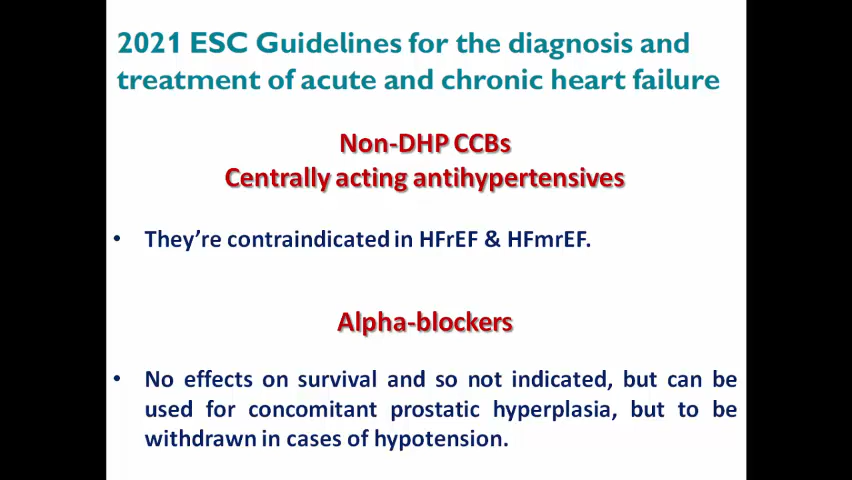 2021 ESC Guidelines for the diagnosis and
treatment of acute and chronic heart failure
Non-DHP CCBs
Centrally acting antihypertensives
• They're contraindicated in HFrEF & HFmrEF.
Alpha-blockers
• No effects on survival and so not indicated, but can be
used for concomitant prostatic hyperplasia, but to be
withdrawn in cases of hypotension.